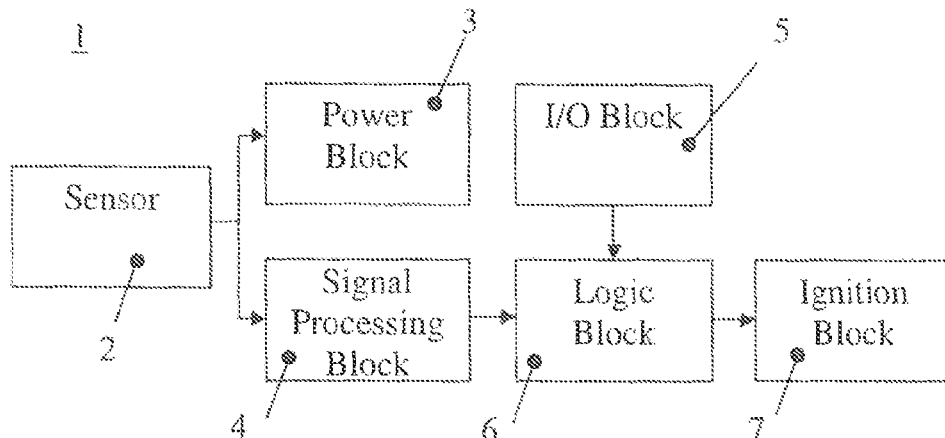 1
3
5
Power
Block
I/O Block
Sensor
2
Signal
Processing
Block
4
Logic
Block
6
Ignition
Block
7